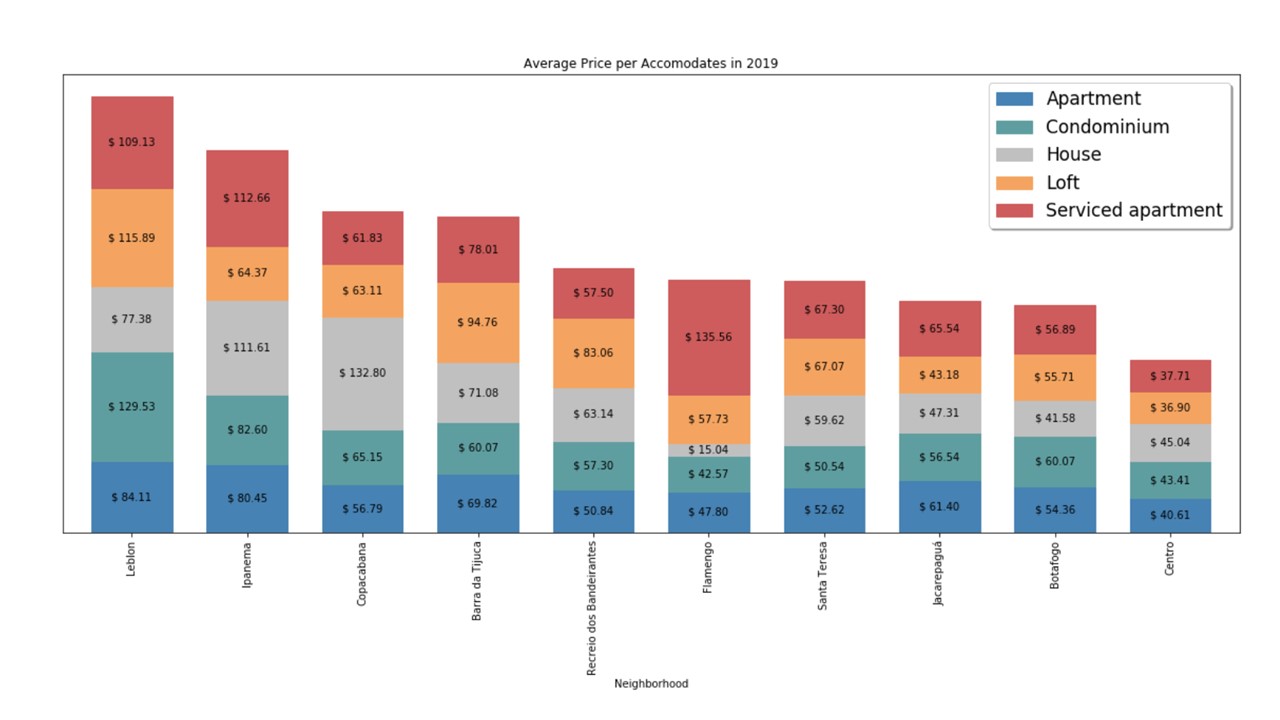 Average Price per Accomodates in 2019
Apartment
Condominium
House
Loft
Serviced apartment
$ 109.13
$ 115.89
$ 77.38
$ 129.53
$ 84.11
$ 112.66
$ 64.37
$ 111.61
$ 82.60
$ 80.45
$ 61.83
$ 63.11
$ 132.80
$ 65.15
$ 56.79
$ 78.01
$ 94.76
$ 71.08
$ 60.07
$ 69.82
$ 57.50
$ 83.06
$ 63.14
$ 57.30
$ 50.84
$ 135.56
$ 57.73
$ 15.04
$ 42.57
$ 47.80
$ 67.30
$ 67.07
$ 59.62
$ 50.54
$ 52.62
$ 65.54
$ 43.18
$ 47.31
$ 56.54
$ 61.40
$ 56.89
$ 55.71
$ 41.58
$ 60.07
$ 54.36
$ 37.71
$ 36.90
$ 45.04
$ 43.41
$ 40.61
Leblon
Ipanema
Copacabana
Barra da Tijuca
Recreio dos Bandeirantes
Flamengo
Santa Teresa
Jacarepaguá
Botafogo
Centro
Neighborhood